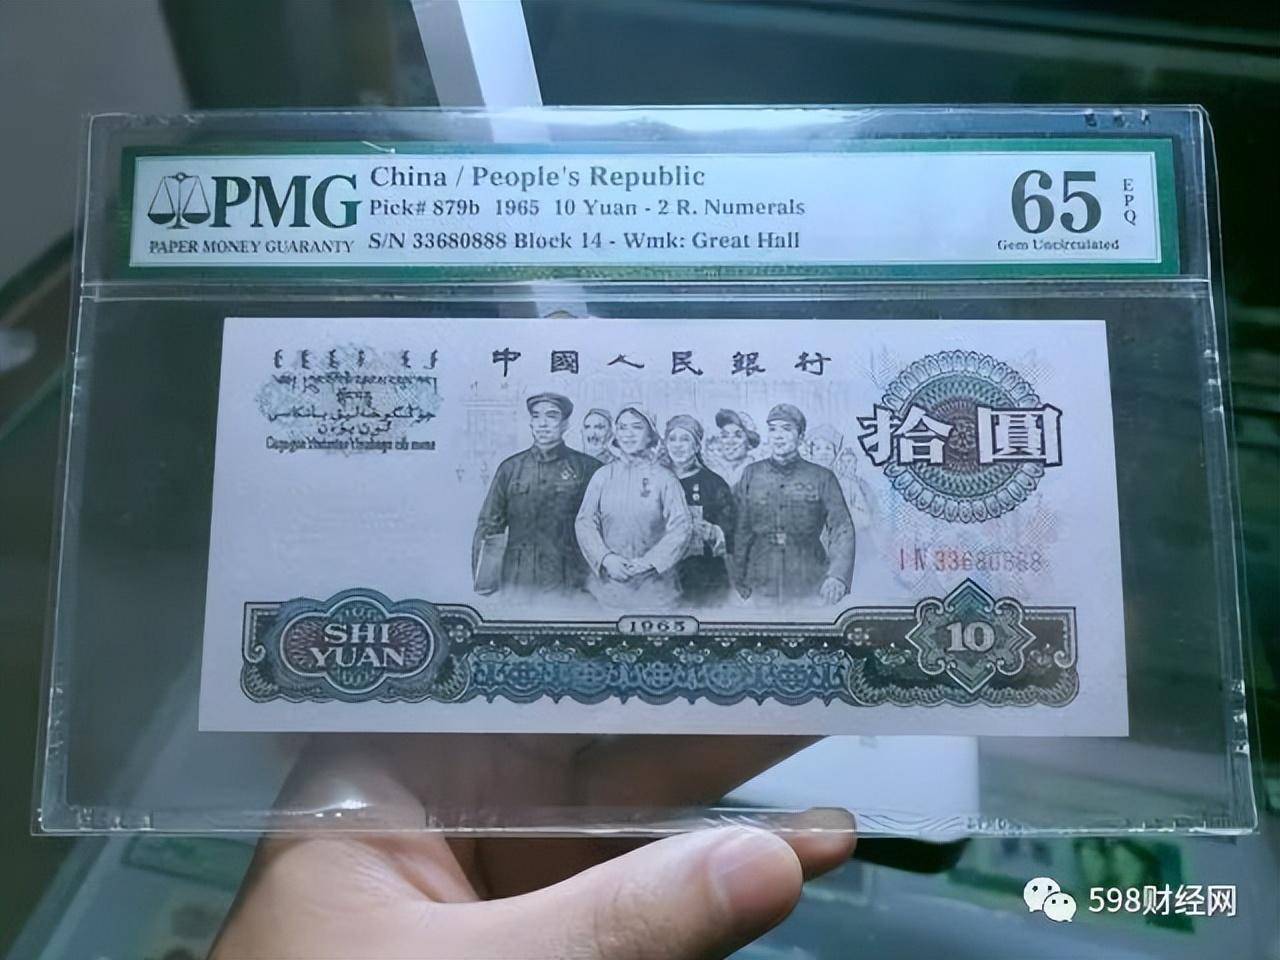 PMG
PAPER MONEY GUARANTY
China / People's Republic
Pick# 879b 1965 10 Yuan - 2 R. Numerals
S/N 33680888 Block 14 - Wmk: Great Hall
65
EPQ
Gem Uncirculated
中國人民銀行
拾圓
I IV 33680888
1965
SHI
YUAN
10
598财经网